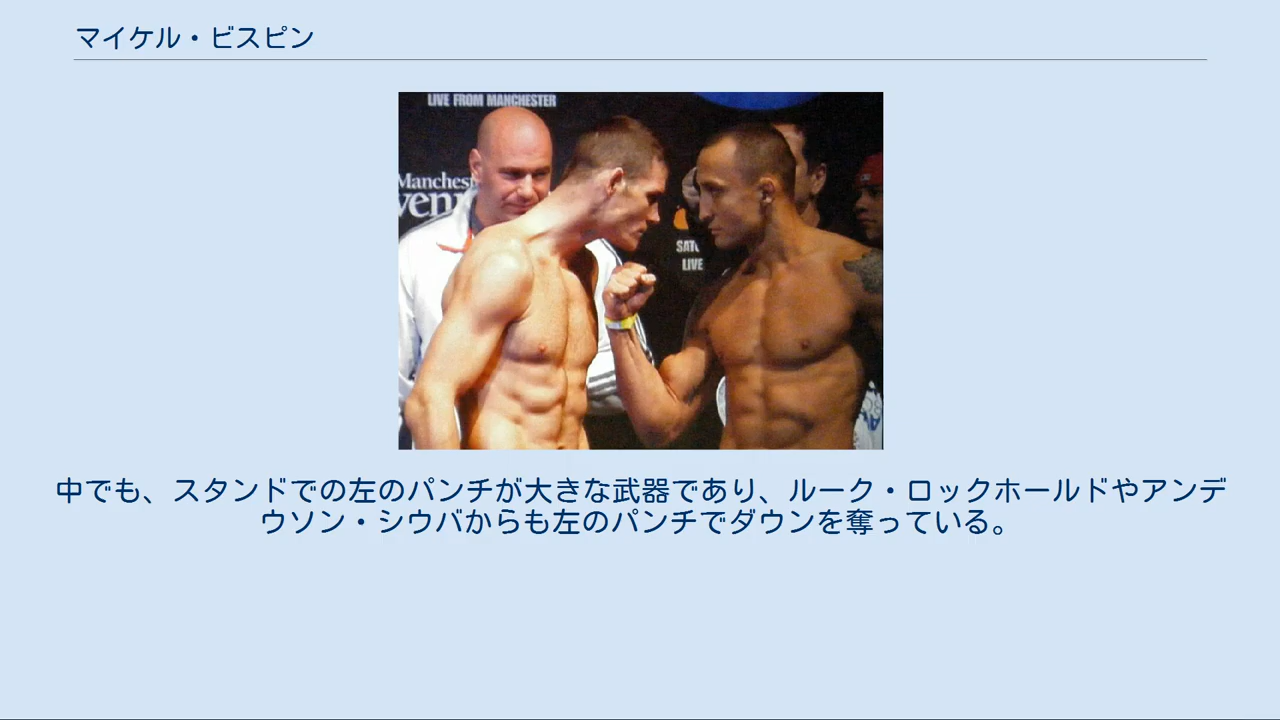 マイケル・ビスピン
LIVE FROM MANCHESTER
Manches
SAT
LIVE
中でも、スタンドでの左のパンチが大きな武器であり、ルーク・ロックホールドやアンデ
ウソン・シウバからも左のパンチでダウンを奪っている。